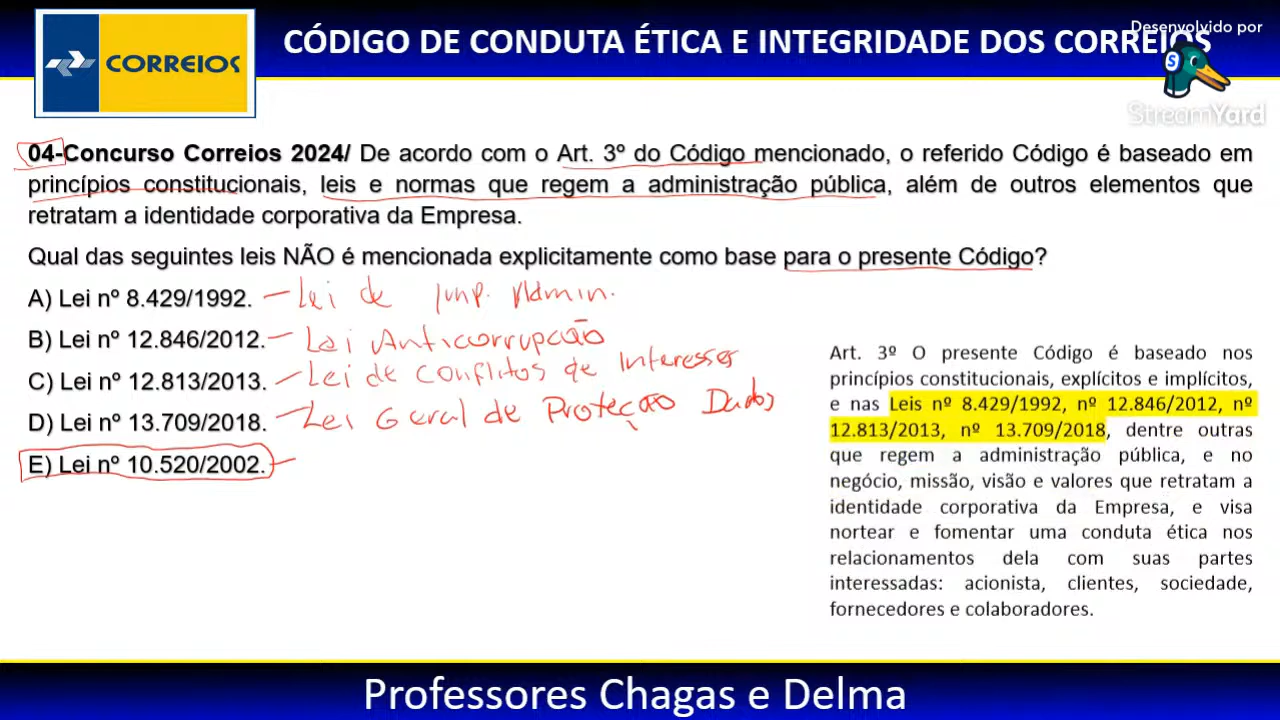 CÓDIGO DE CONDUTA ÉTICA E INTEGRIDADE DOS CORREIOS
Desenvolvido por
S
StreamYard
CORREIOS
04-Concurso Correios 2024/ De acordo com o Art. 3º do Código mencionado, o referido Código é baseado em
princípios constitucionais, leis e normas que regem a administração pública, além de outros elementos que
retratam a identidade corporativa da Empresa.
Qual das seguintes leis NÃO é mencionada explicitamente como base para o presente Código?
A) Lei nº 8.429/1992. - Lei de Imp. Admin.
B) Lei nº 12.846/2012. - Lei Anticorrupção
C) Lei nº 12.813/2013. - Lei de Conflitos de Interesses
D) Lei nº 13.709/2018. - Lei Geral de Proteção Dados
E) Lei nº 10.520/2002. -
Art. 3º O presente Código é baseado nos
princípios constitucionais, explícitos e implícitos,
e nas Leis nº 8.429/1992, nº 12.846/2012, nº
12.813/2013, nº 13.709/2018, dentre outras
que regem a administração pública, e no
negócio, missão, visão e valores que retratam a
identidade corporativa da Empresa, e visa
nortear e fomentar uma conduta ética nos
relacionamentos dela com suas partes
interessadas: acionista, clientes, sociedade,
fornecedores e colaboradores.
Professores Chagas e Delma